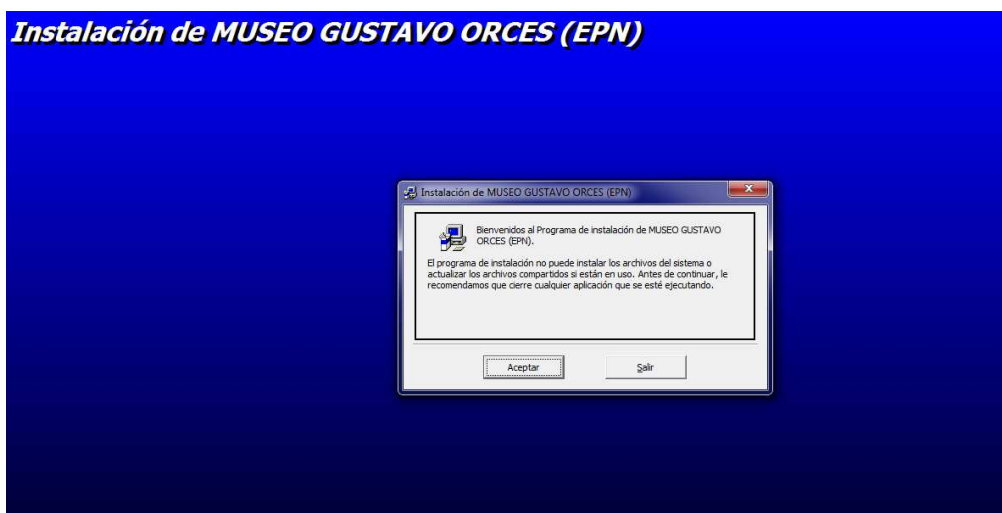 Instalación de MUSEO GUSTAVO ORCES (EPN)
Instalación de MUSEO GUSTAVO ORCES (EPN)
Bienvenidos al Programa de instalación de MUSEO GUSTAVO
ORCES (EPN).
El programa de instalación no puede instalar los archivos del sistema o
actualizar los archivos compartidos si están en uso. Antes de continuar, le
recomendamos que cierre cualquier aplicación que se esté ejecutando.
Aceptar
Salir